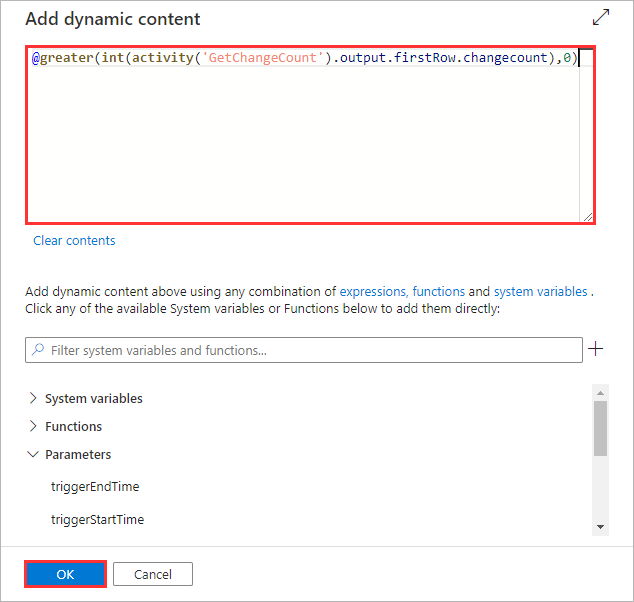 Add dynamic content
@greater(int(activity('GetChangeCount').output.firstRow.changecount),0)
Clear contents
Add dynamic content above using any combination of expressions, functions and system variables .
Click any of the available System variables or Functions below to add them directly:
Filter system variables and functions...
System variables
Functions
Parameters
triggerEndTime
triggerStartTime
OK Cancel